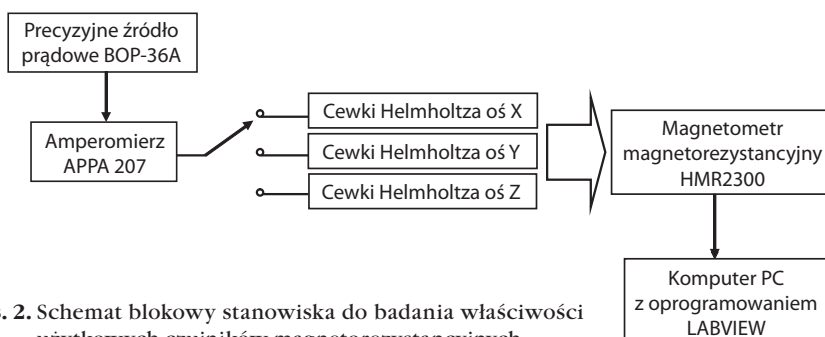 Precyzyjne źródło
prądowe BOP-36A
Amperomierz
APPA 207
Cewki Helmholtza oś X
Cewki Helmholtza oś Y
Cewki Helmholtza oś Z
Magnetometr
magnetorezystancyjny
HMR2300
Komputer PC
z oprogramowaniem
LABVIEW
2. Schemat blokowy stanowiska do badania właściwości